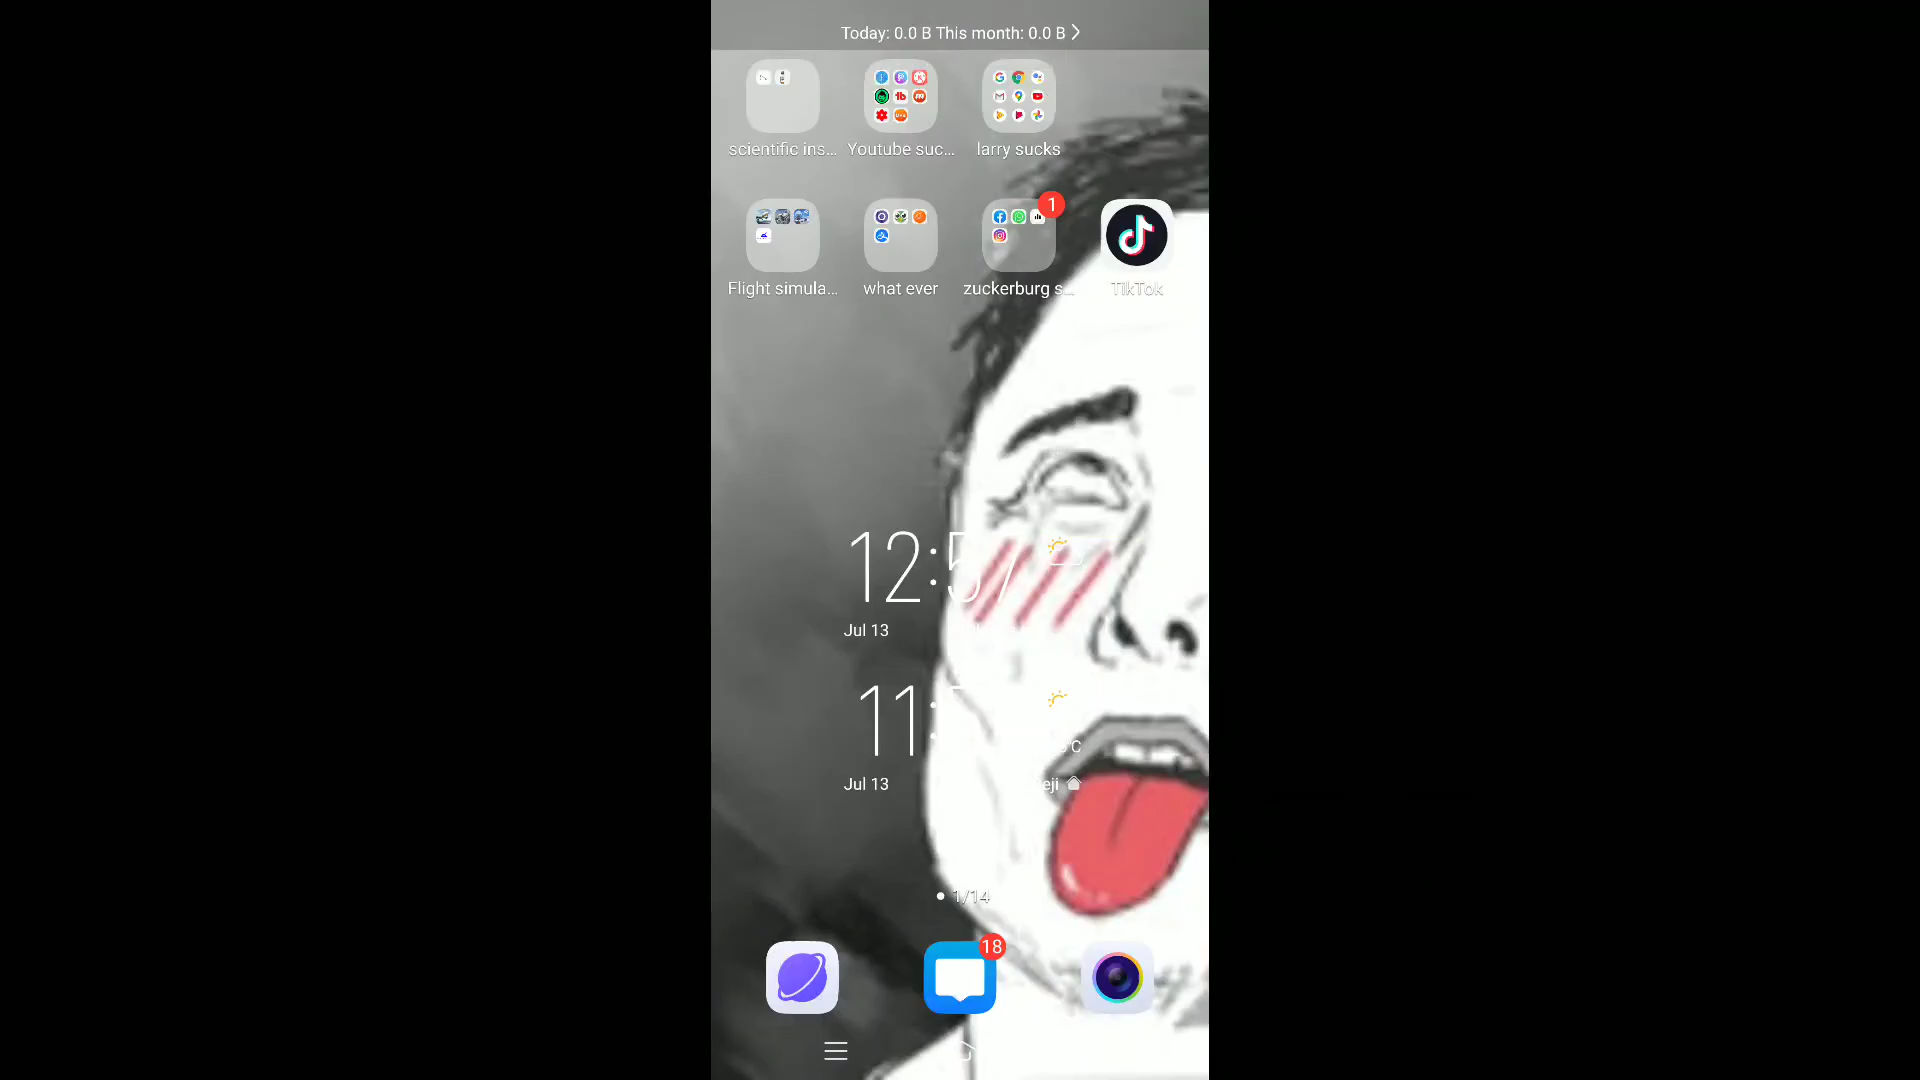 Today: 0.0 B This month: 0.0 B
scientific ins...
Youtube suc...
larry sucks
1
Flight simula...
what ever
zuckerburg s...
TikTok
12:57
Jul 13
11:
Jul 13
1/14
18